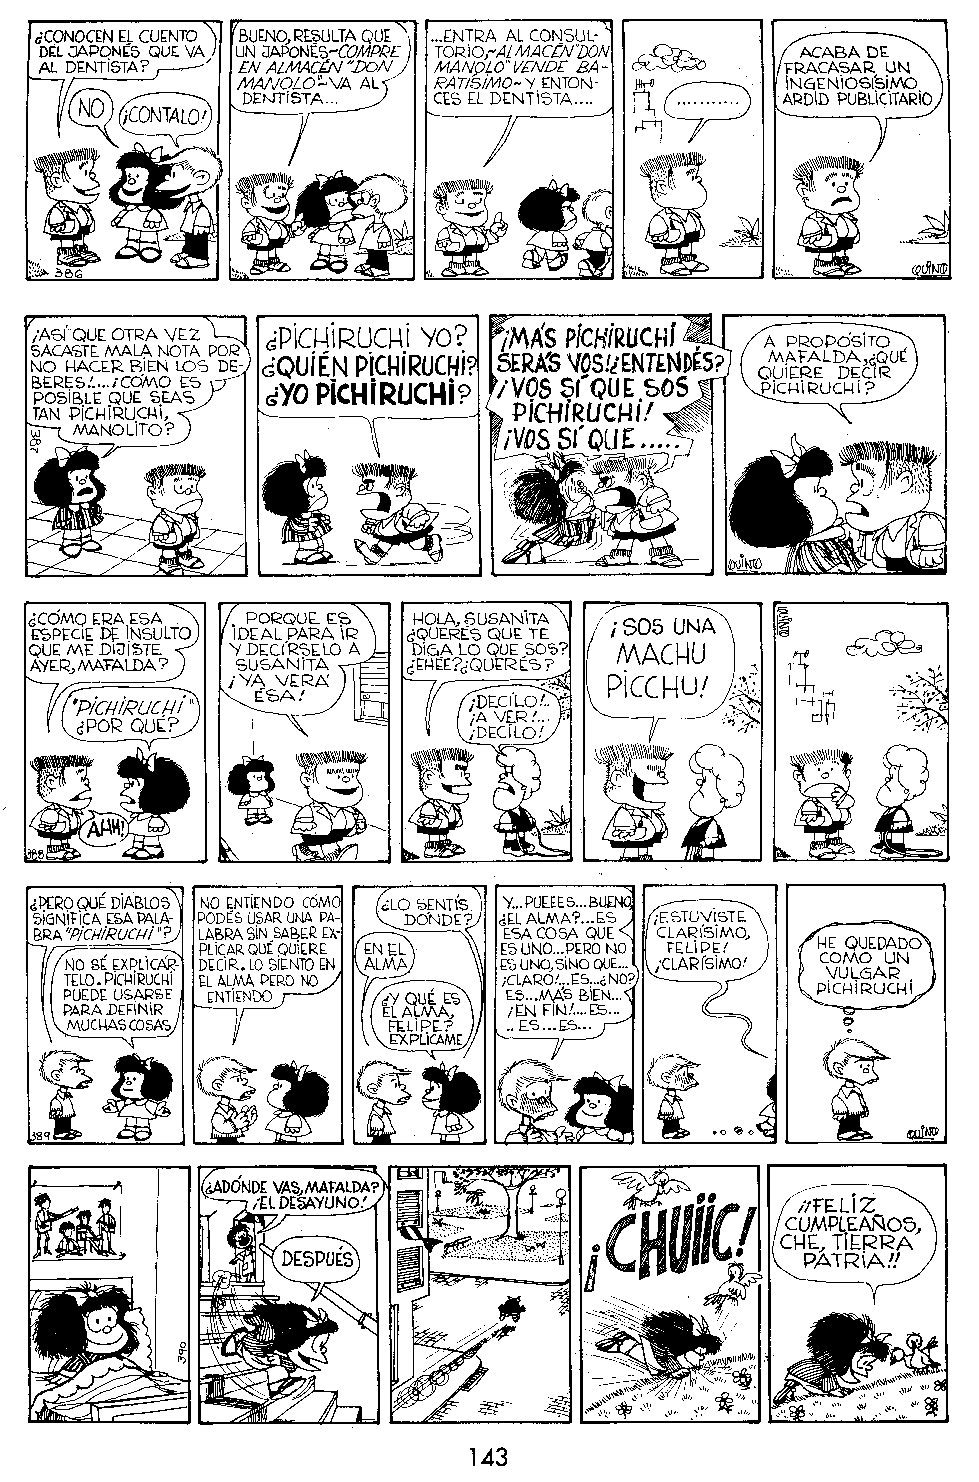 ¿CONOCEN EL CUENTO
DEL JAPONÉS QUE VA
AL DENTISTA?
NO
¡CONTALO!
386
BUENO, RESULTA QUE
UN JAPONÉS-COMPRE
EN ALMACÉN "DON
MANOLO"-VA AL
DENTISTA...
...ENTRA AL CONSUL-
TORIO,-ALMACÉN "DON
MANOLO" VENDE BA-
RATÍSIMO-Y ENTON-
CES EL DENTISTA....
...........
ACABA DE
FRACASAR UN
INGENIOSÍSIMO
ARDID PUBLICITARIO
QUINO
¡ASÍ QUE OTRA VEZ
SACASTE MALA NOTA POR
NO HACER BIEN LOS DE-
BERES!....¡CÓMO ES
POSIBLE QUE SEAS
TAN PICHIRUCHI,
MANOLITO?
387
¿PICHIRUCHI YO?
¿QUIÉN PICHIRUCHI?
¿YO PICHIRUCHI?
¡MÁS PICHIRUCHI
SERÁS VOS!¿ENTENDÉS?
¡VOS SÍ QUE SOS
PICHIRUCHI!
¡VOS SÍ QUE.....
A PROPÓSITO
MAFALDA,¿QUÉ
QUIERE DECIR
PICHIRUCHI?
QUINO
¿CÓMO ERA ESA
ESPECIE DE INSULTO
QUE ME DIJISTE
AYER, MAFALDA?
"PICHIRUCHI"
¿POR QUÉ?
AHH!
388
PORQUE ES
IDEAL PARA IR
Y DECÍRSELO A
SUSANITA
¡YA VERÁ
ÉSA!
HOLA, SUSANITA
¿QUERÉS QUE TE
DIGA LO QUE SOS?
¿EHÉE?¿QUERÉS?
¡DECILO!..
¡A VER!...
¡DECILO!
¡SOS UNA
MACHU
PICCHU!
QUINO
¿PERO QUÉ DIABLOS
SIGNIFICA ESA PALA-
BRA "PICHIRUCHI"?
NO SÉ EXPLICÁR-
TELO. PICHIRUCHI
PUEDE USARSE
PARA DEFINIR
MUCHAS COSAS
389
NO ENTIENDO CÓMO
PODÉS USAR UNA PA-
LABRA SIN SABER EX-
PLICAR QUÉ QUIERE
DECIR. LO SIENTO EN
EL ALMA PERO NO
ENTIENDO
¿LO SENTÍS
DÓNDE?
EN EL
ALMA
¿Y QUÉ ES
EL ALMA,
FELIPE?
EXPLICAME
Y...PUEEES...BUENO,
¿EL ALMA?....ES
ESA COSA QUE
ES UNO...PERO NO
ES UNO, SINO QUE...
¡CLARO!...ES...¿NO?
ES...MÁS BIEN...
¡EN FIN!....ES...
..ES...ES...
¡ESTUVISTE
CLARÍSIMO,
FELIPE!
¡CLARÍSIMO!
HE QUEDADO
COMO UN
VULGAR
PICHIRUCHI
QUINO
390
¿ADÓNDE VAS, MAFALDA?
¡EL DESAYUNO!
DESPUÉS
¡CHUIIC!
¡¡FELIZ
CUMPLEAÑOS,
CHE, TIERRA
PATRIA!!
143